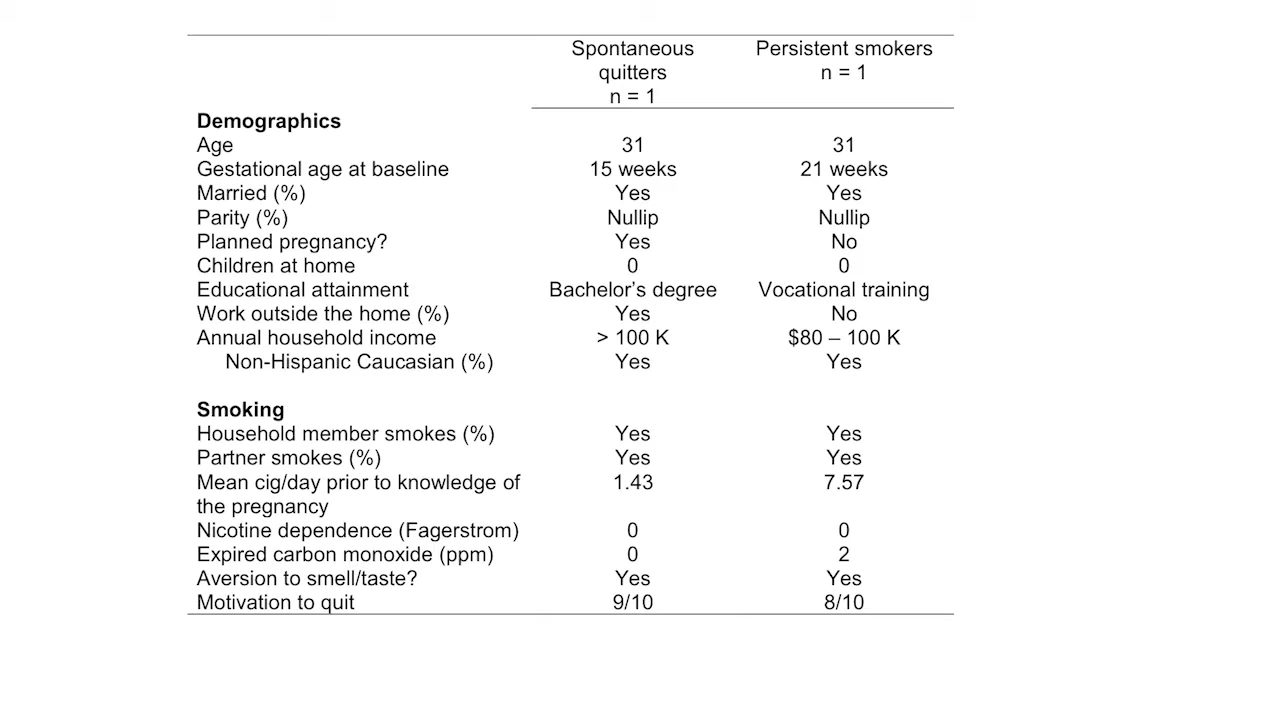 Spontaneous quitters n = 1 Persistent smokers n = 1
Demographics
Age 31 31
Gestational age at baseline 15 weeks 21 weeks
Married (%) Yes Yes
Parity (%) Nullip Nullip
Planned pregnancy? Yes No
Children at home 0 0
Educational attainment Bachelor’s degree Vocational training
Work outside the home (%) Yes No
Annual household income > 100 K $80 – 100 K
Non-Hispanic Caucasian (%) Yes Yes
Smoking
Household member smokes (%) Yes Yes
Partner smokes (%) Yes Yes
Mean cig/day prior to knowledge of 1.43 7.57
the pregnancy
Nicotine dependence (Fagerstrom) 0 0
Expired carbon monoxide (ppm) 0 2
Aversion to smell/taste? Yes Yes
Motivation to quit 9/10 8/10